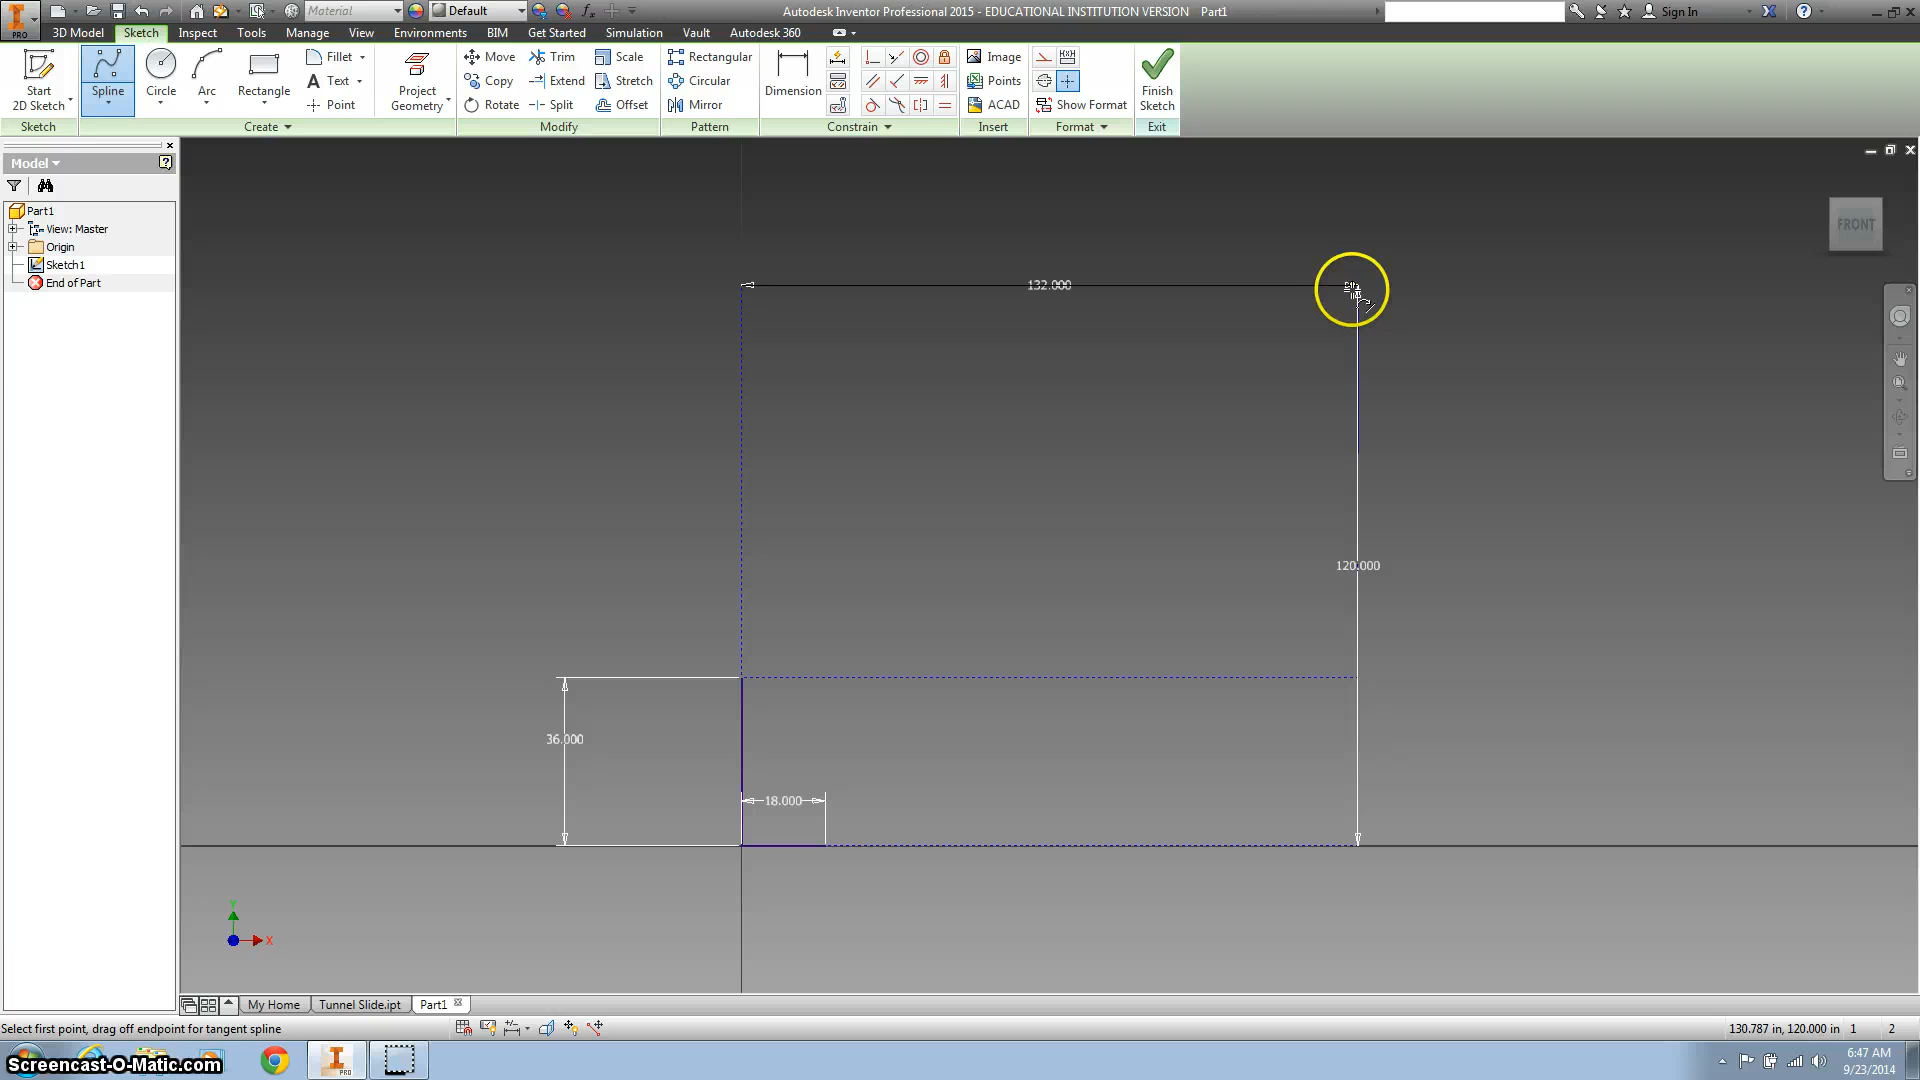 Material
Default
Autodesk Inventor Professional 2015 - EDUCATIONAL INSTITUTION VERSION Part1
Sign In
PRO
3D Model Sketch Inspect Tools Manage View Environments BIM Get Started Simulation Vault Autodesk 360
Start
2D Sketch
Spline
Circle
Arc
Rectangle
Fillet
Text
Point
Project
Geometry
Move
Copy
Rotate
Trim
Extend
Split
Scale
Stretch
Offset
Rectangular
Circular
Mirror
Dimension
Image
Points
ACAD
Show Format
Finish
Sketch
Sketch Create Modify Pattern Constrain Insert Format Exit
Model
Part1
View: Master
Origin
Sketch1
End of Part
FRONT
132.000
120.000
36.000
18.000
Y
X
My Home Tunnel Slide.ipt Part1
Select first point, drag off endpoint for tangent spline
130.787 in, 120.000 in 1 2
Screencast-O-Matic.com
PRO
6:47 AM
9/23/2014